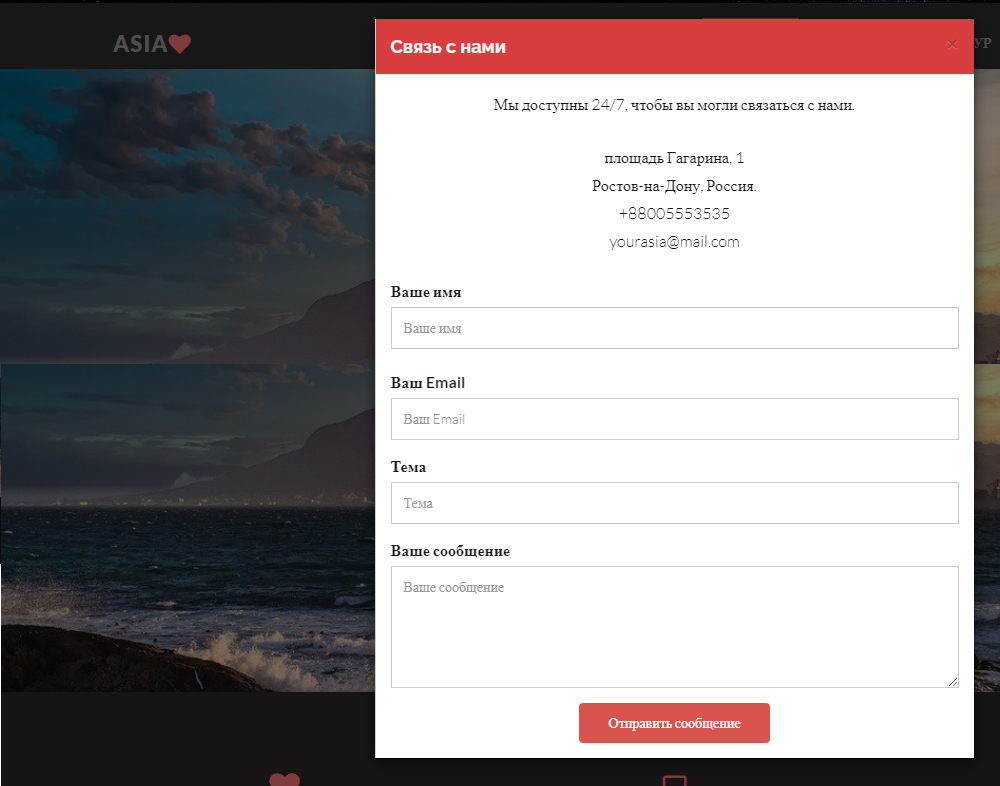 ASIA
Связь с нами
×
УР
Мы доступны 24/7, чтобы вы могли связаться с нами.
площадь Гагарина, 1
Ростов-на-Дону, Россия.
+88005553535
yourasia@mail.com
Ваше имя
Ваше имя
Ваш Email
Ваш Email
Тема
Тема
Ваше сообщение
Ваше сообщение
Отправить сообщение